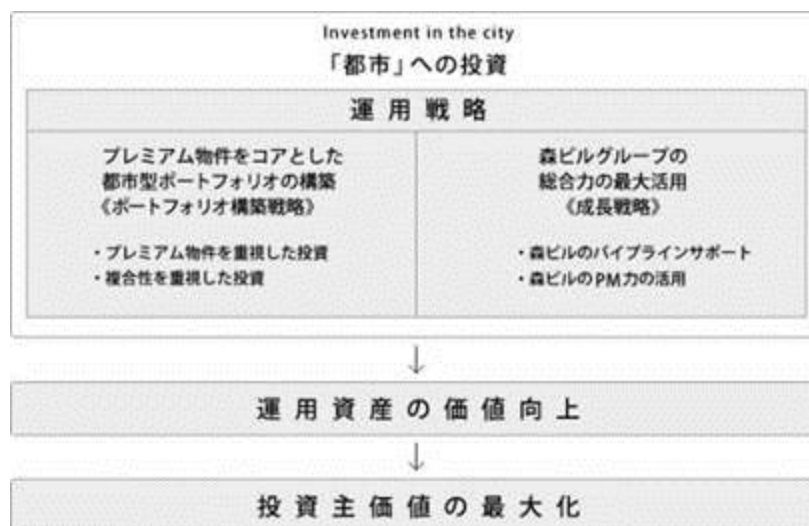 Investment in the city
「都市」への投資
運用戦略
プレミアム物件をコアとした
都市型ポートフォリオの構築
《ポートフォリオ構築戦略》
・プレミアム物件を重視した投資
・複合性を重視した投資
森ビルグループの
総合力の最大活用
《成長戦略》
・森ビルのパイプラインサポート
・森ビルのPM力の活用
↓
運用資産の価値向上
↓
投資主価値の最大化